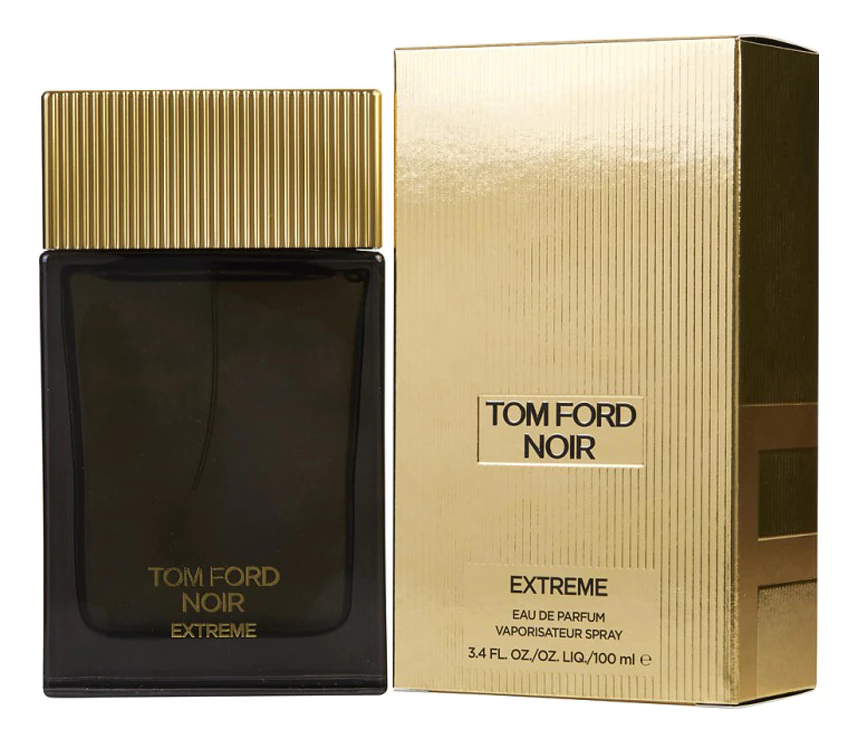 TOM FORD
NOIR
EXTREME
TOM FORD
NOIR
EXTREME
EAU DE PARFUM
VAPORISATEUR SPRAY
3.4 FL. OZ./OZ. LIQ./100 ml ℮